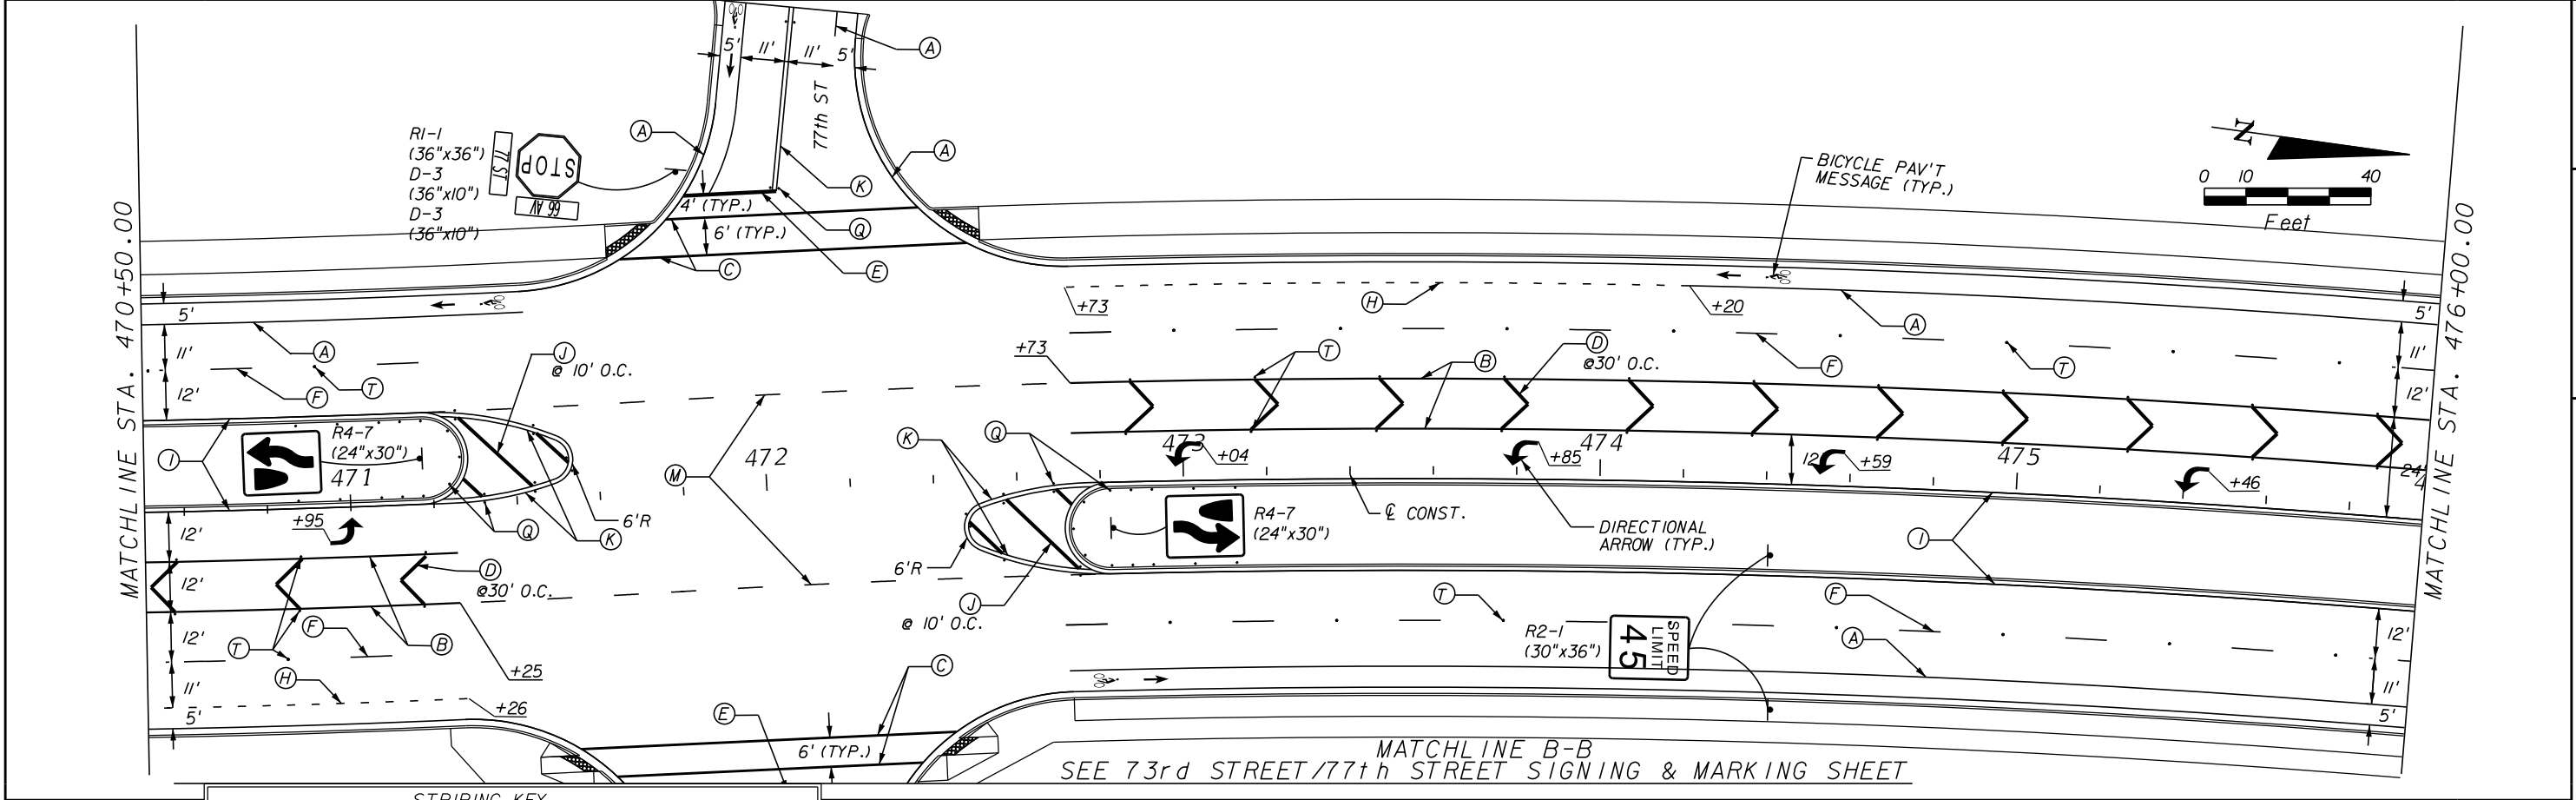 MATCHLINE STA. 470+50.00
R1-1
(36"x36")
D-3
(36"x10")
D-3
(36"x10")
77 ST
STOP
66 AV
5'
11'
11'
5'
77th ST
A
A
A
K
Q
E
C
4' (TYP.)
6' (TYP.)
BICYCLE PAV'T
MESSAGE (TYP.)
N
0 10 40
Feet
MATCHLINE STA. 476+00.00
5'
11'
12'
A
F
T
J
@ 10' O.C.
+73
H
+20
A
5'
11'
12'
+73
T
B
D
@30' O.C.
F
T
I
R4-7
(24"x30")
471
M
472
K
Q
473
+04
+85
474
12'
+59
475
+46
24'
+95
Q
K
6'R
R4-7
(24"x30")
℄ CONST.
DIRECTIONAL
ARROW (TYP.)
I
12'
12'
12'
11'
5'
D
@30' O.C.
T
F
B
H
+25
+26
6'R
J
@ 10' O.C.
C
T
R2-1
(30"x36")
SPEED
LIMIT
45
F
A
12'
11'
5'
E
6' (TYP.)
MATCHLINE B-B
SEE 73rd STREET/77th STREET SIGNING & MARKING SHEET
STRIPING KEY